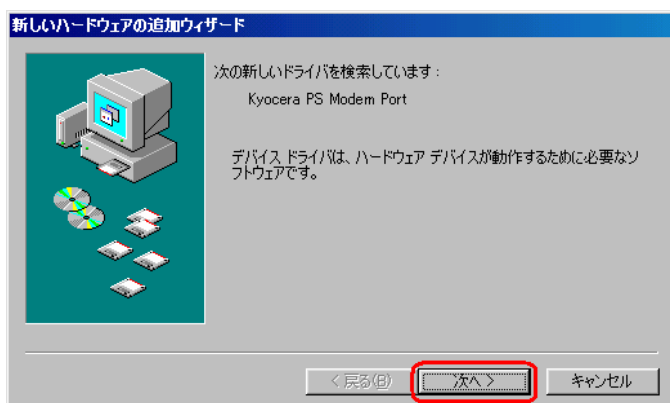 新しいハードウェアの追加ウィザード
次の新しいドライバを検索しています：
Kyocera PS Modem Port
デバイス ドライバは、ハードウェア デバイスが動作するために必要なソ
フトウェアです。
< 戻る(B)
次へ >
キャンセル